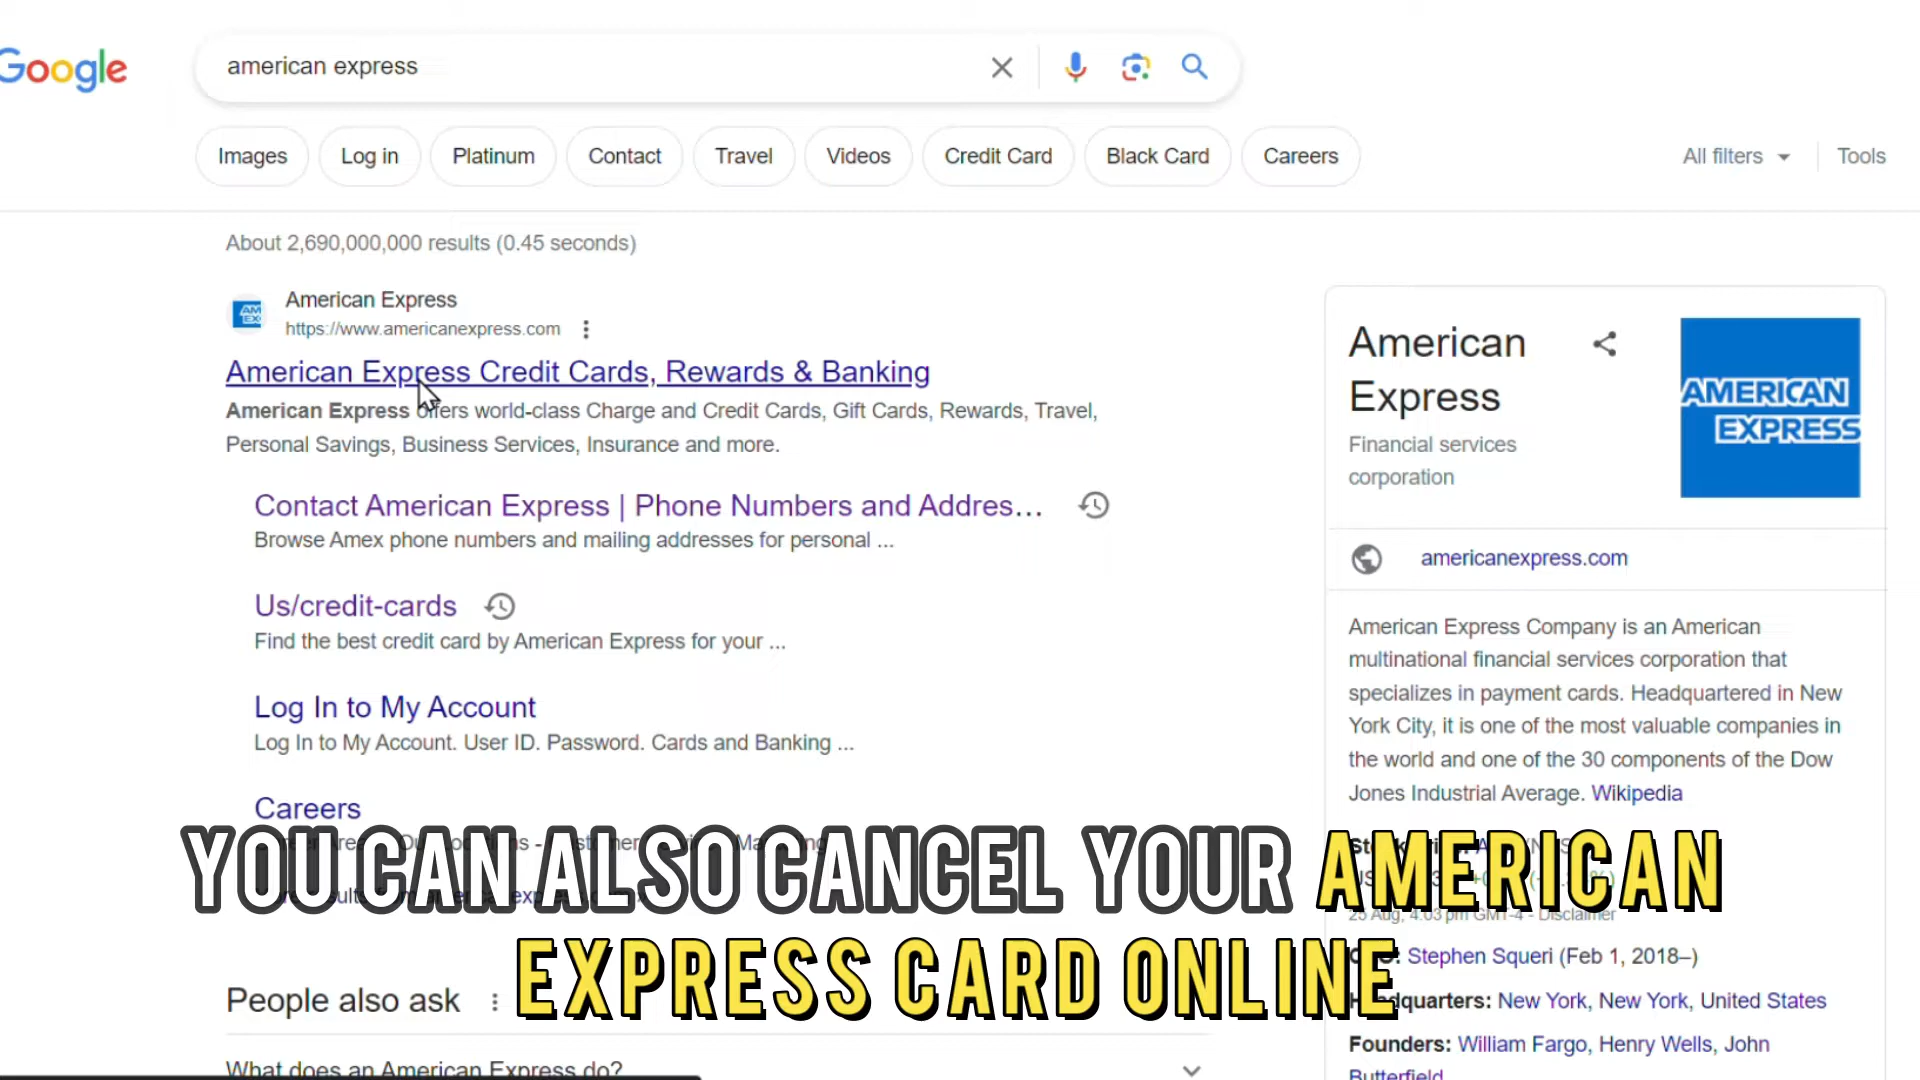 Google
american express
Images
Log in
Platinum
Contact
Travel
Videos
Credit Card
Black Card
Careers
All filters
Tools
About 2,690,000,000 results (0.45 seconds)
American Express
https://www.americanexpress.com
American Express Credit Cards, Rewards & Banking
American Express offers world-class Charge and Credit Cards, Gift Cards, Rewards, Travel,
Personal Savings, Business Services, Insurance and more.
Contact American Express | Phone Numbers and Addres...
Browse Amex phone numbers and mailing addresses for personal ...
Us/credit-cards
Find the best credit card by American Express for your ...
Log In to My Account
Log In to My Account. User ID. Password. Cards and Banking ...
Careers
YOU CAN ALSO CANCEL YOUR AMERICAN
EXPRESS CARD ONLINE
People also ask
What does an American Express do?
American
Express
Financial services
corporation
AMERICAN
EXPRESS
americanexpress.com
American Express Company is an American
multinational financial services corporation that
specializes in payment cards. Headquartered in New
York City, it is one of the most valuable companies in
the world and one of the 30 components of the Dow
Jones Industrial Average. Wikipedia
25 Aug, 4:03 pm GMT-4 - Disclaimer
Stephen Squeri (Feb 1, 2018–)
Headquarters: New York, New York, United States
Founders: William Fargo, Henry Wells, John
Butterfield